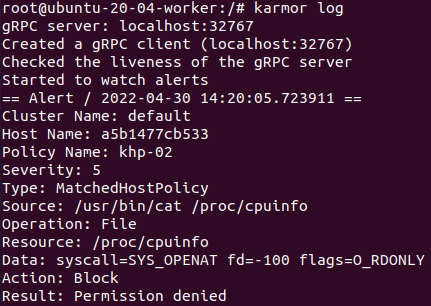 root@ubuntu-20-04-worker:/# karmor log
gRPC server: localhost:32767
Created a gRPC client (localhost:32767)
Checked the liveness of the gRPC server
Started to watch alerts
== Alert / 2022-04-30 14:20:05.723911 ==
Cluster Name: default
Host Name: a5b1477cb533
Policy Name: khp-02
Severity: 5
Type: MatchedHostPolicy
Source: /usr/bin/cat /proc/cpuinfo
Operation: File
Resource: /proc/cpuinfo
Data: syscall=SYS_OPENAT fd=-100 flags=O_RDONLY
Action: Block
Result: Permission denied